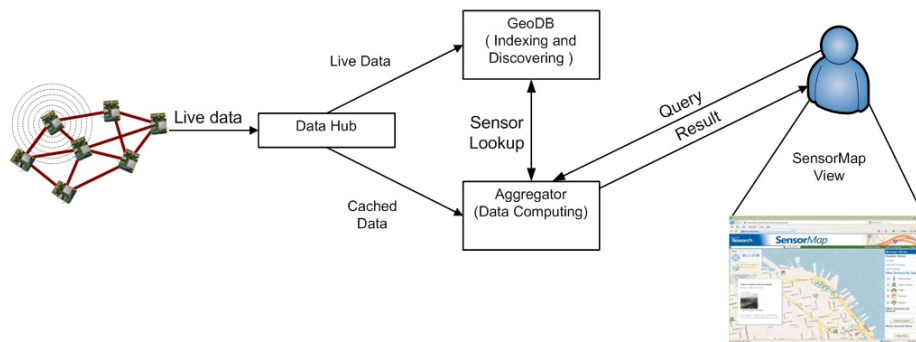 GeoDB
( Indexing and
Discovering )
Live Data
Live data
Data Hub
Sensor
Lookup
Query
Result
SensorMap
View
Cached
Data
Aggregator
(Data Computing)
Research
SensorMap